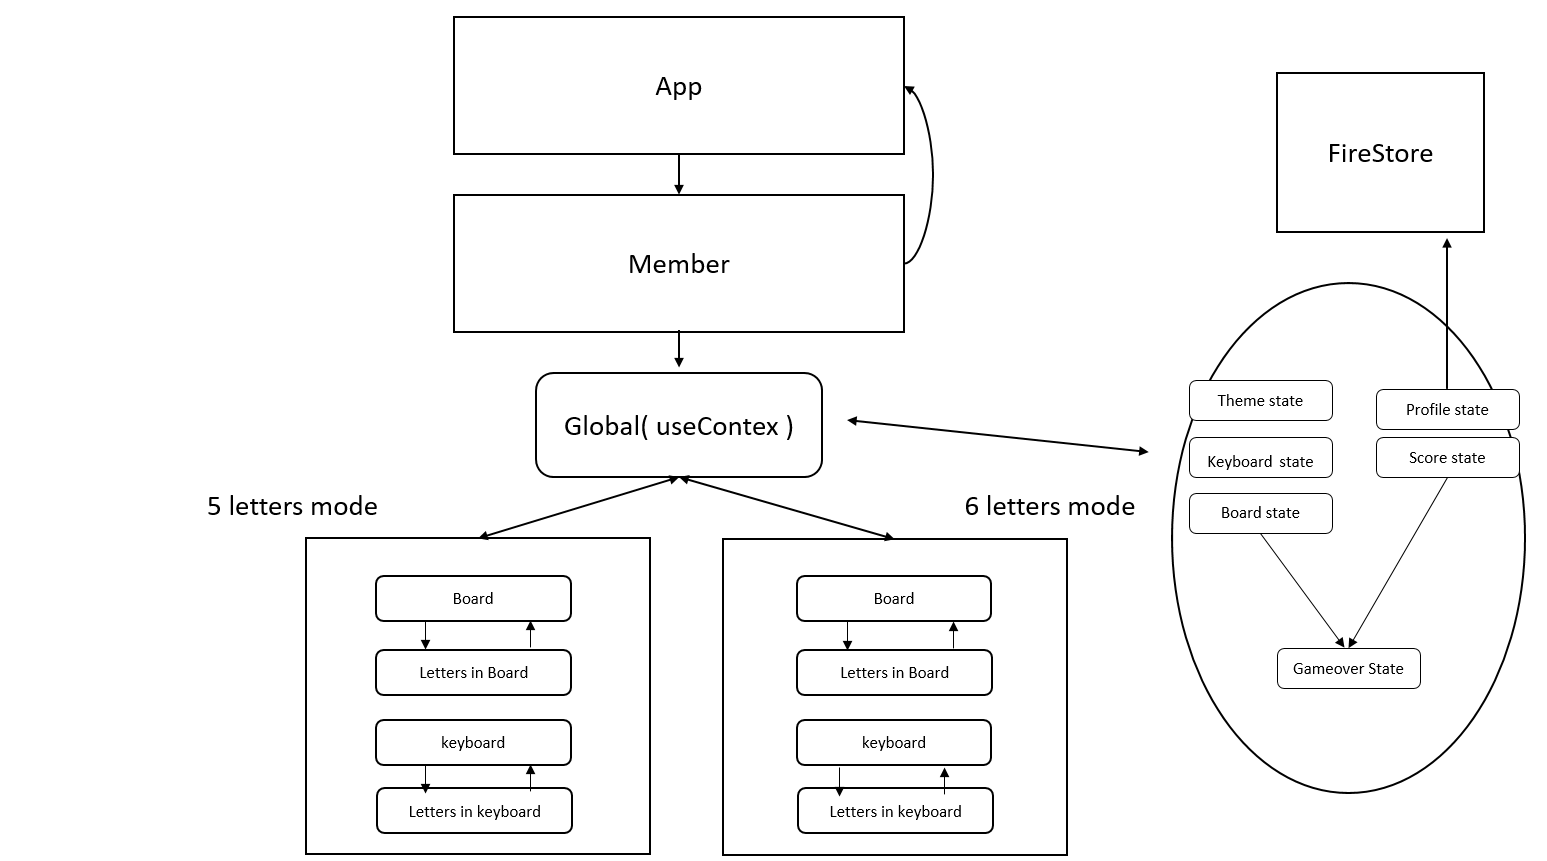 App
FireStore
Member
Global( useContex )
Theme state
Profile state
Keyboard state
Score state
Board state
Gameover State
5 letters mode
6 letters mode
Board
Letters in Board
keyboard
Letters in keyboard
Board
Letters in Board
keyboard
Letters in keyboard